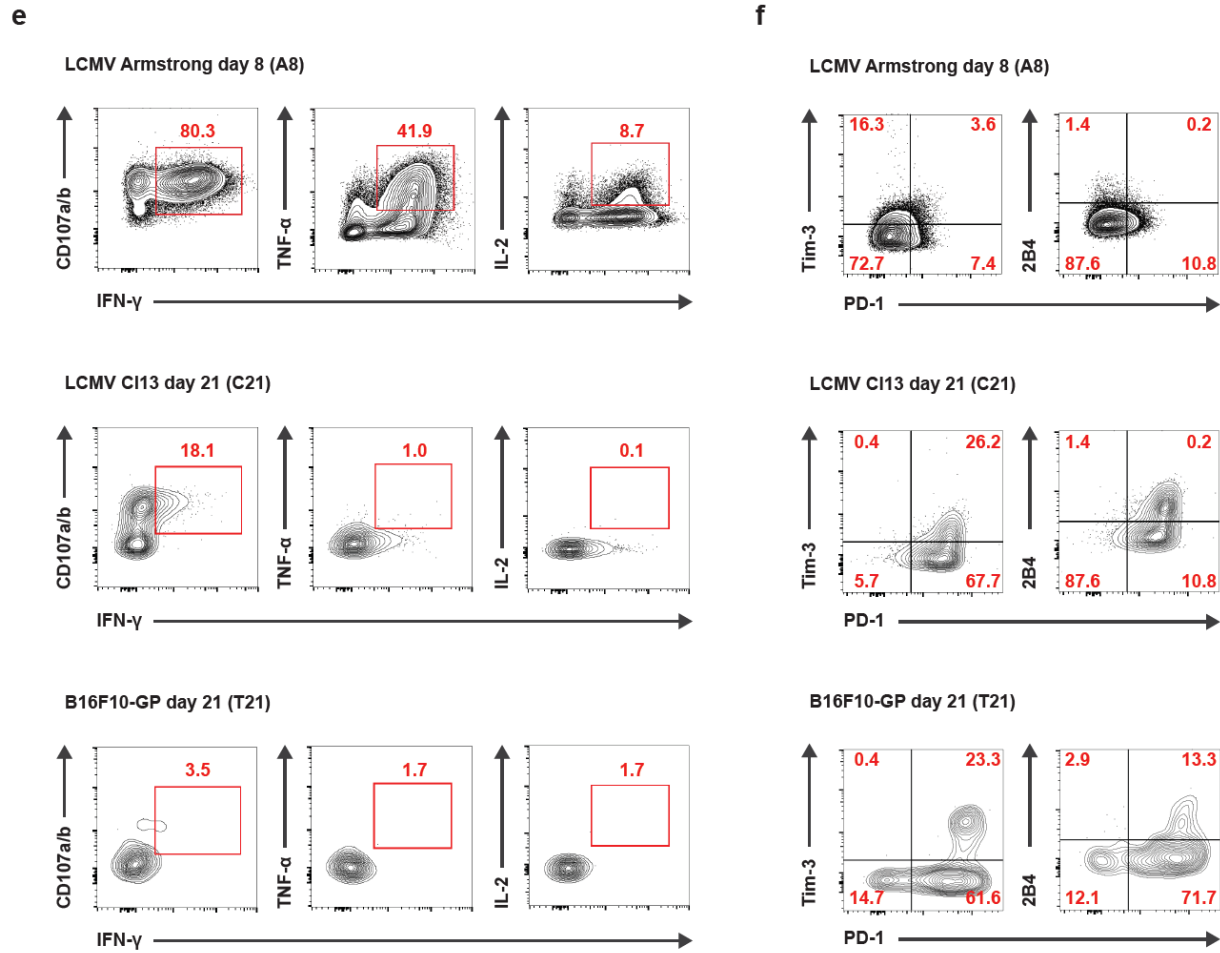 e
LCMV Armstrong day 8 (A8)
CD107a/b
80.3
TNF-α
41.9
IL-2
8.7
IFN-γ
LCMV Cl13 day 21 (C21)
CD107a/b
18.1
TNF-α
1.0
IL-2
0.1
IFN-γ
B16F10-GP day 21 (T21)
CD107a/b
3.5
TNF-α
1.7
IL-2
1.7
IFN-γ
f
LCMV Armstrong day 8 (A8)
Tim-3
16.3 3.6
72.7 7.4
2B4
1.4 0.2
87.6 10.8
PD-1
LCMV Cl13 day 21 (C21)
Tim-3
0.4 26.2
5.7 67.7
2B4
1.4 0.2
87.6 10.8
PD-1
B16F10-GP day 21 (T21)
Tim-3
0.4 23.3
14.7 61.6
2B4
2.9 13.3
12.1 71.7
PD-1